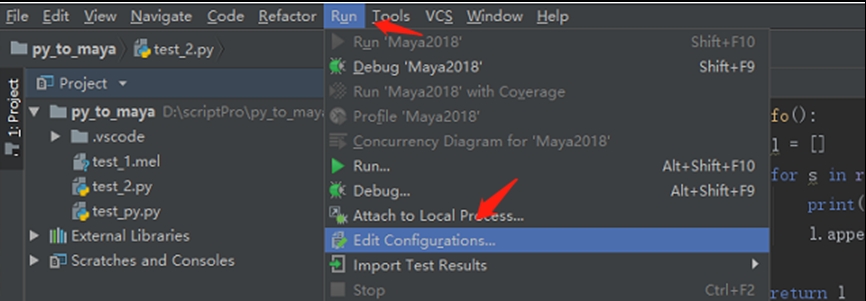 File Edit View Navigate Code Refactor Run Tools VCS Window Help
py_to_maya test_2.py
Run 'Maya2018' Shift+F10
Debug 'Maya2018' Shift+F9
Run 'Maya2018' with Coverage
Profile 'Maya2018'
Concurrency Diagram for 'Maya2018'
Run... Alt+Shift+F10
Debug... Alt+Shift+F9
Attach to Local Process...
Edit Configurations...
Import Test Results
Stop Ctrl+F2
1: Project
Project
py_to_maya D:\scriptPro\py_to_maya
.vscode
test_1.mel
test_2.py
test_py.py
External Libraries
Scratches and Consoles
fo():
l = []
for s in r
print(
l.appe
return l